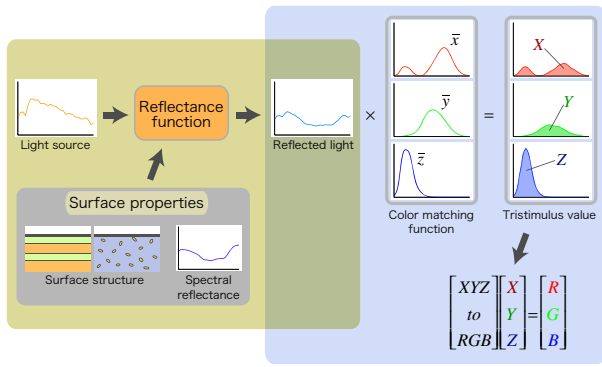 Light source
Reflectance
function
Reflected light
Surface properties
Surface structure
Spectral
reflectance
×
x̅
y̅
z̅
Color matching
function
=
X
Y
Z
Tristimulus value
[XYZ to RGB] [X Y Z] = [R G B]